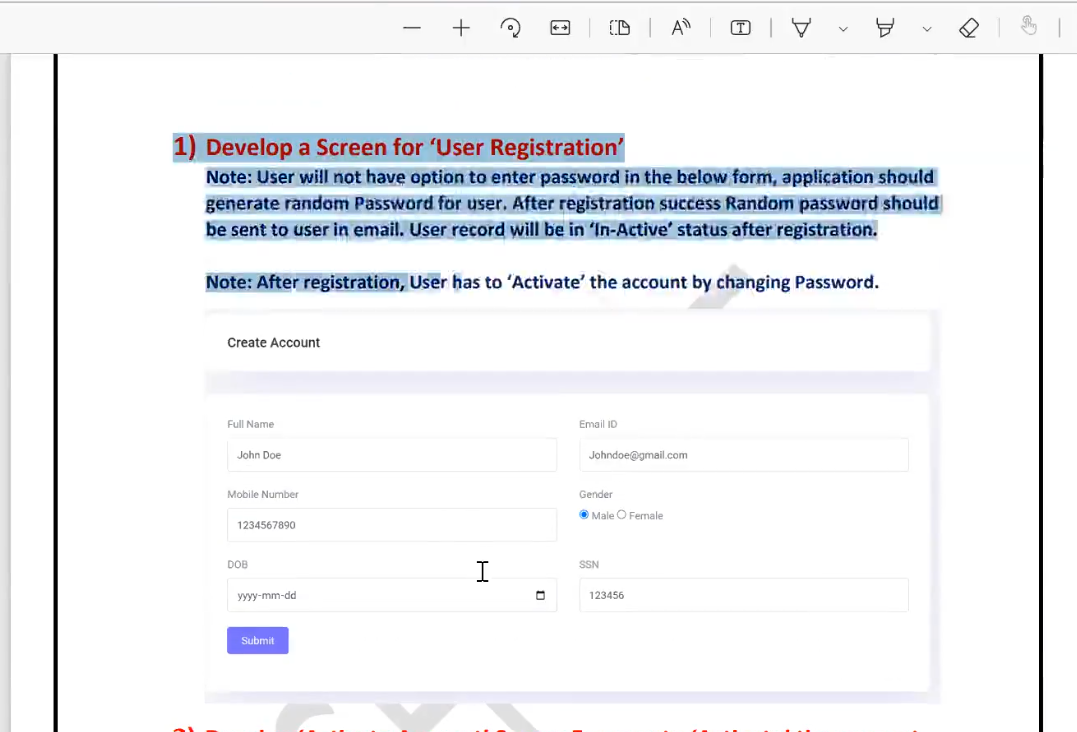 1) Develop a Screen for ‘User Registration’
Note: User will not have option to enter password in the below form, application should
generate random Password for user. After registration success Random password should
be sent to user in email. User record will be in ‘In-Active’ status after registration.
Note: After registration, User has to ‘Activate’ the account by changing Password.
Create Account
Full Name
Email ID
John Doe
Johndoe@gmail.com
Mobile Number
Gender
1234567890
Male Female
DOB
SSN
yyyy-mm-dd
123456
Submit